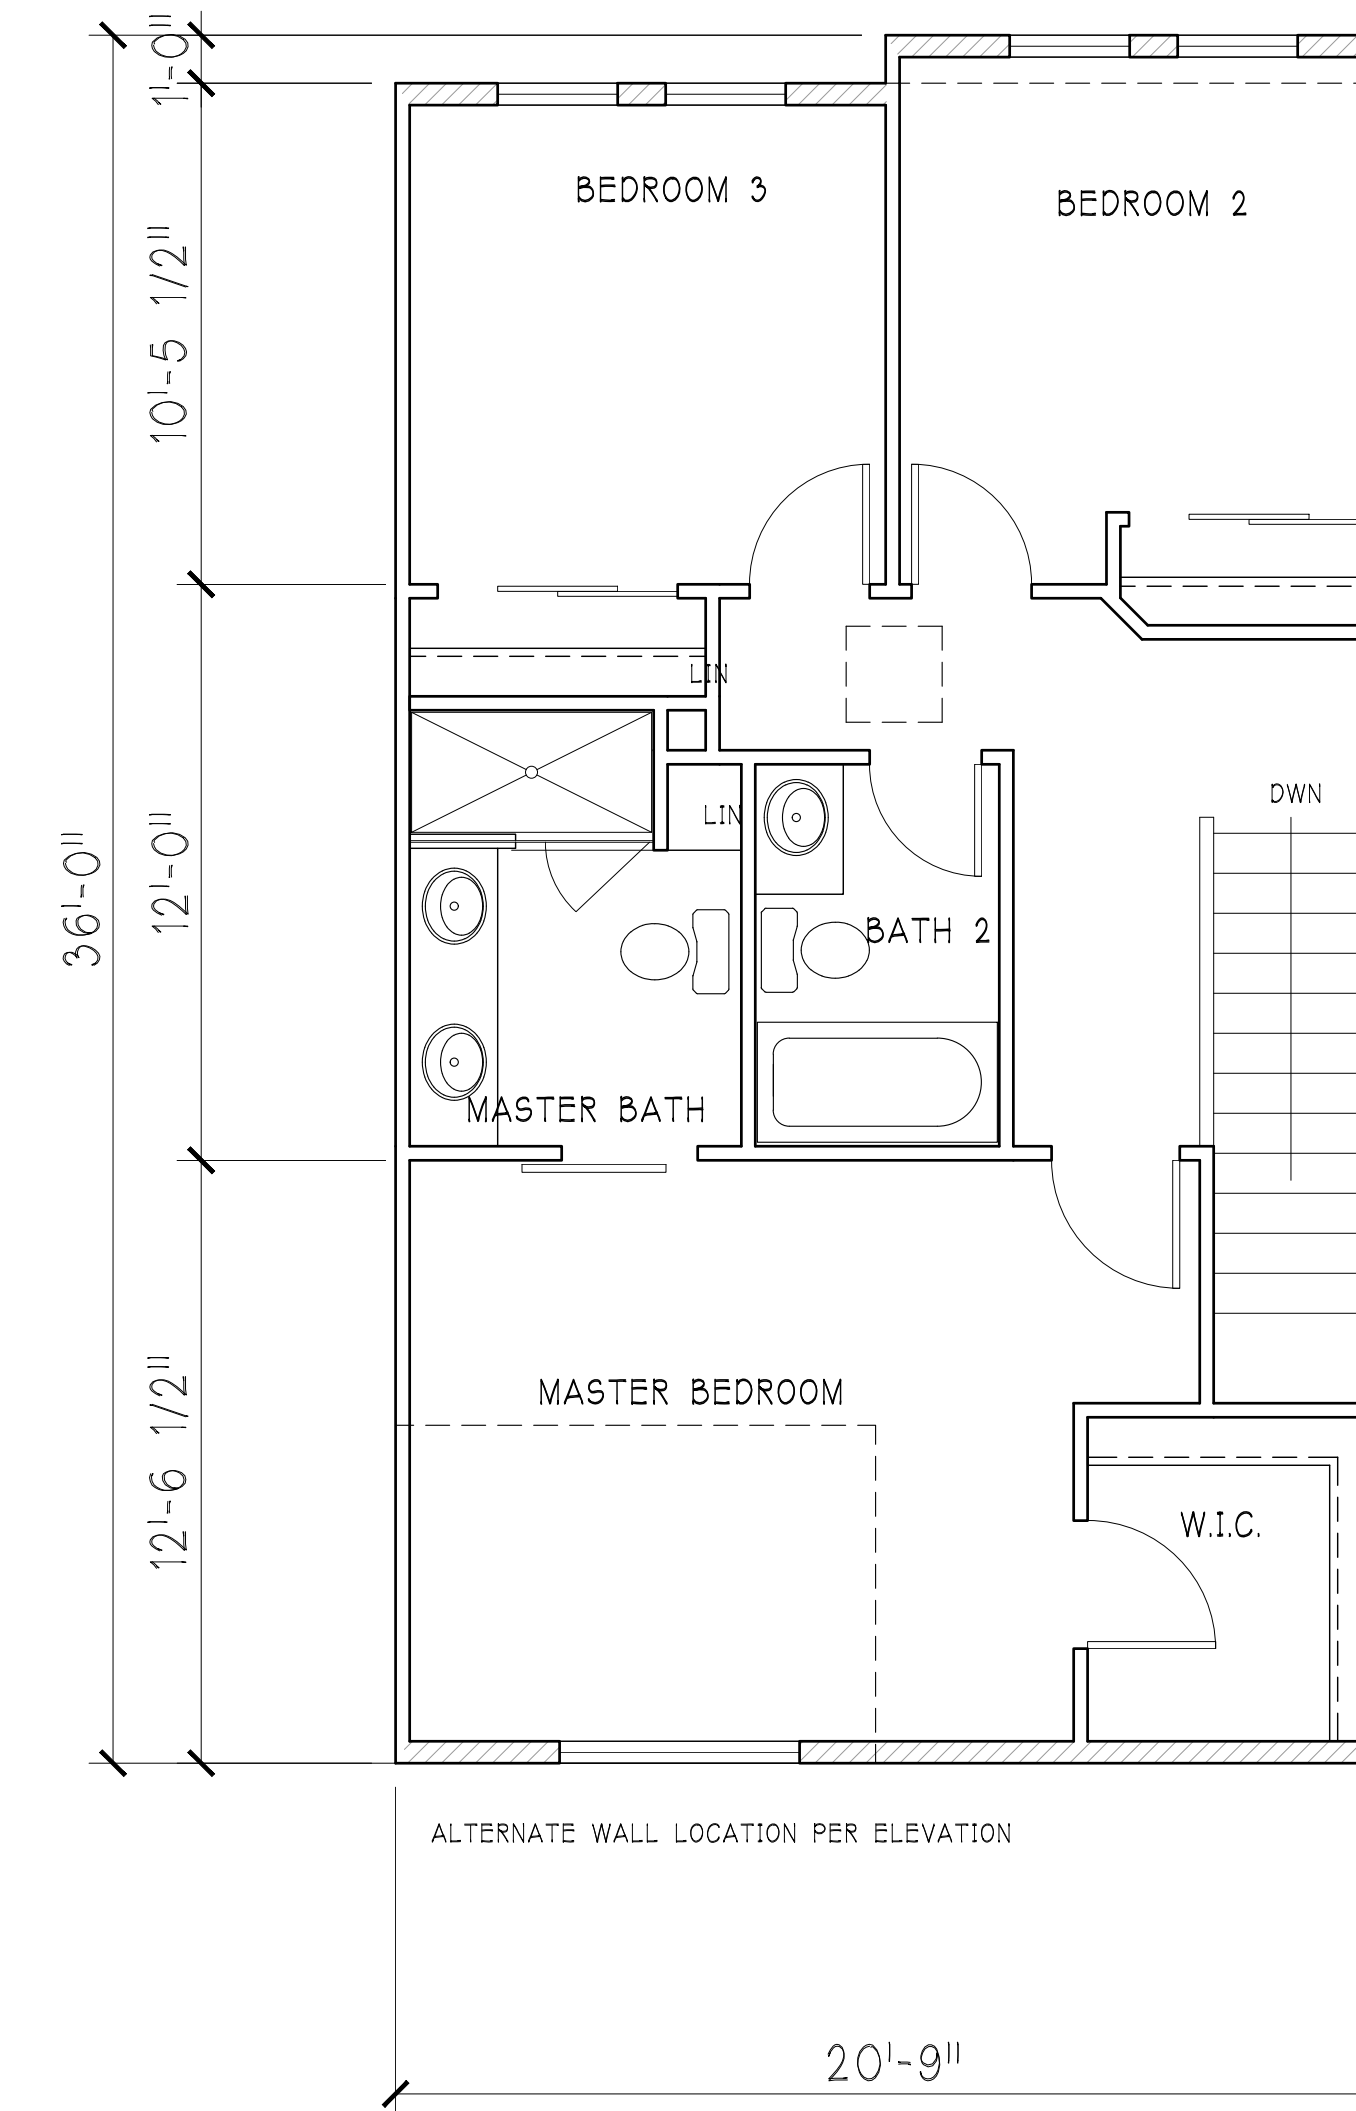 1'-0"
BEDROOM 3
BEDROOM 2
10'-5 1/2"
LIN
DWN
LIN
36'-0"
12'-0"
BATH 2
MASTER BATH
MASTER BEDROOM
12'-6 1/2"
W.I.C.
ALTERNATE WALL LOCATION PER ELEVATION
20'-9"